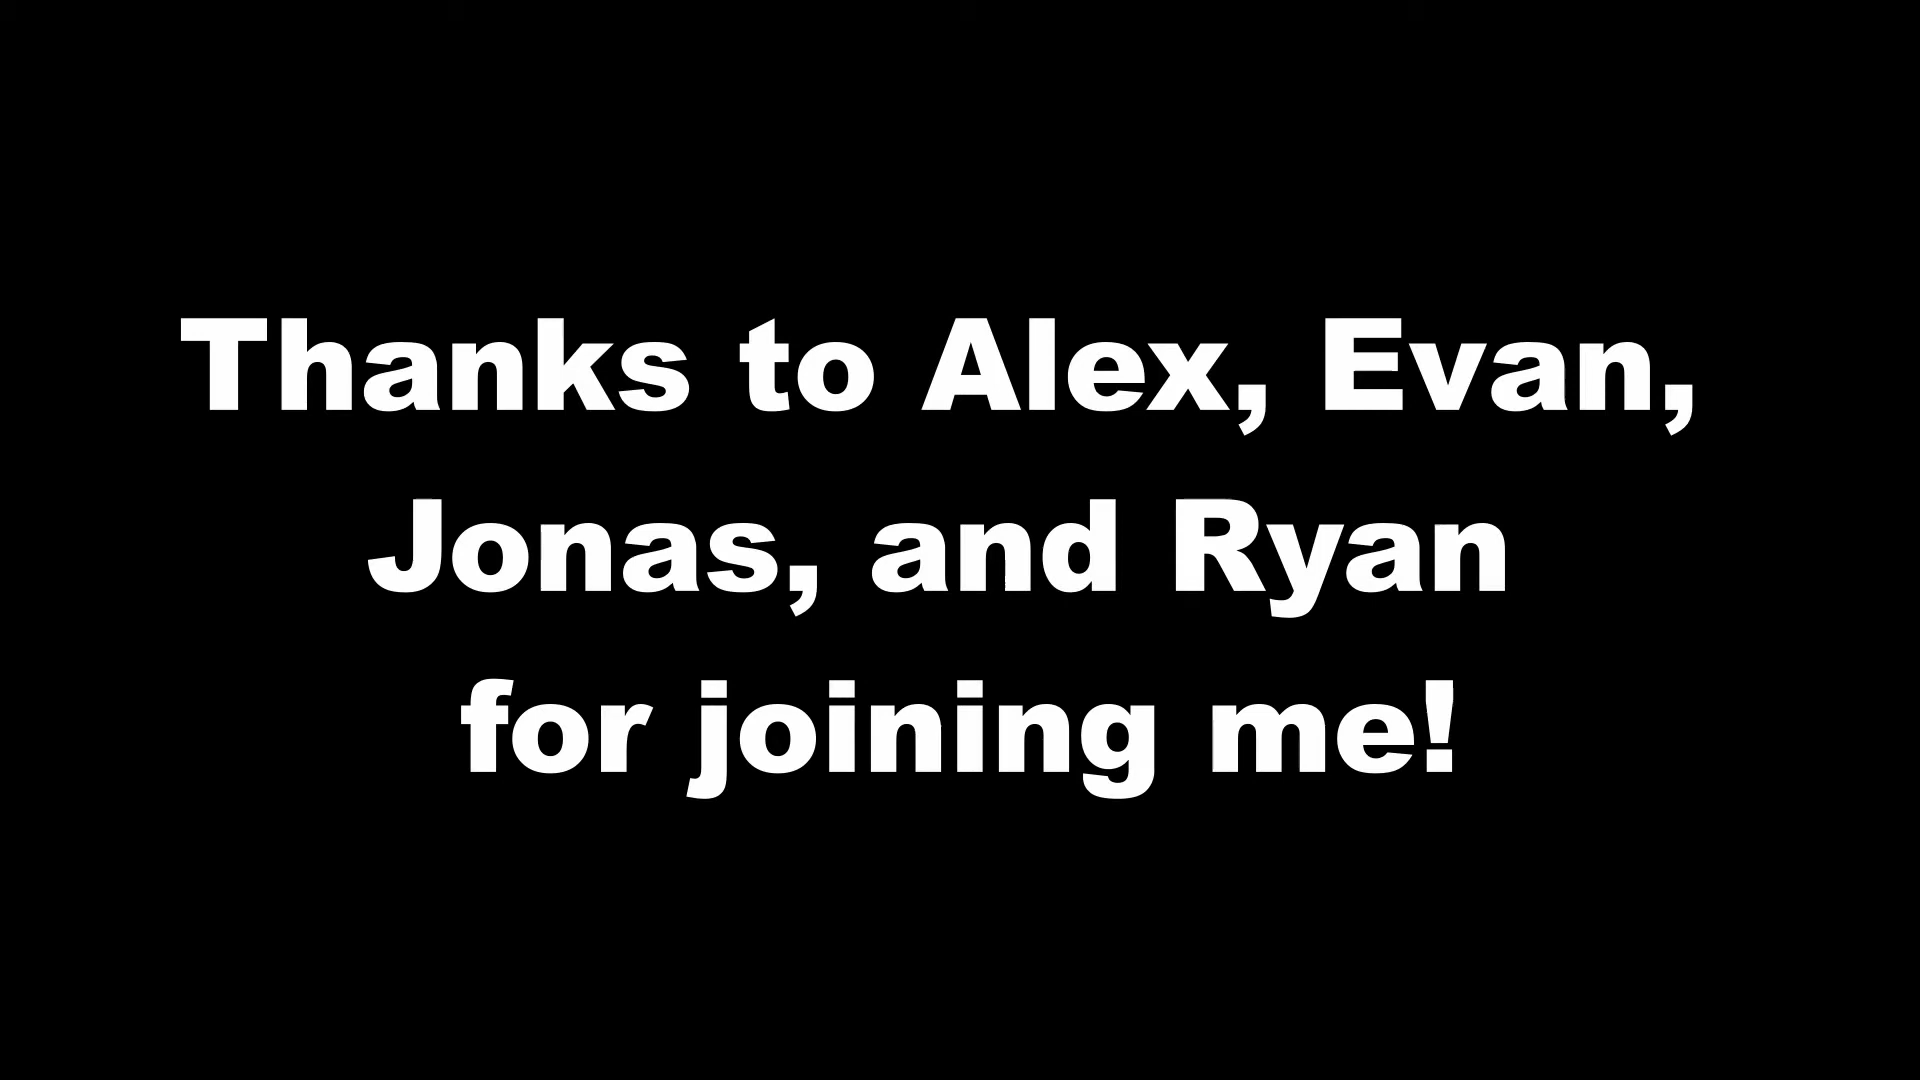 Thanks to Alex, Evan,
Jonas, and Ryan
for joining me!